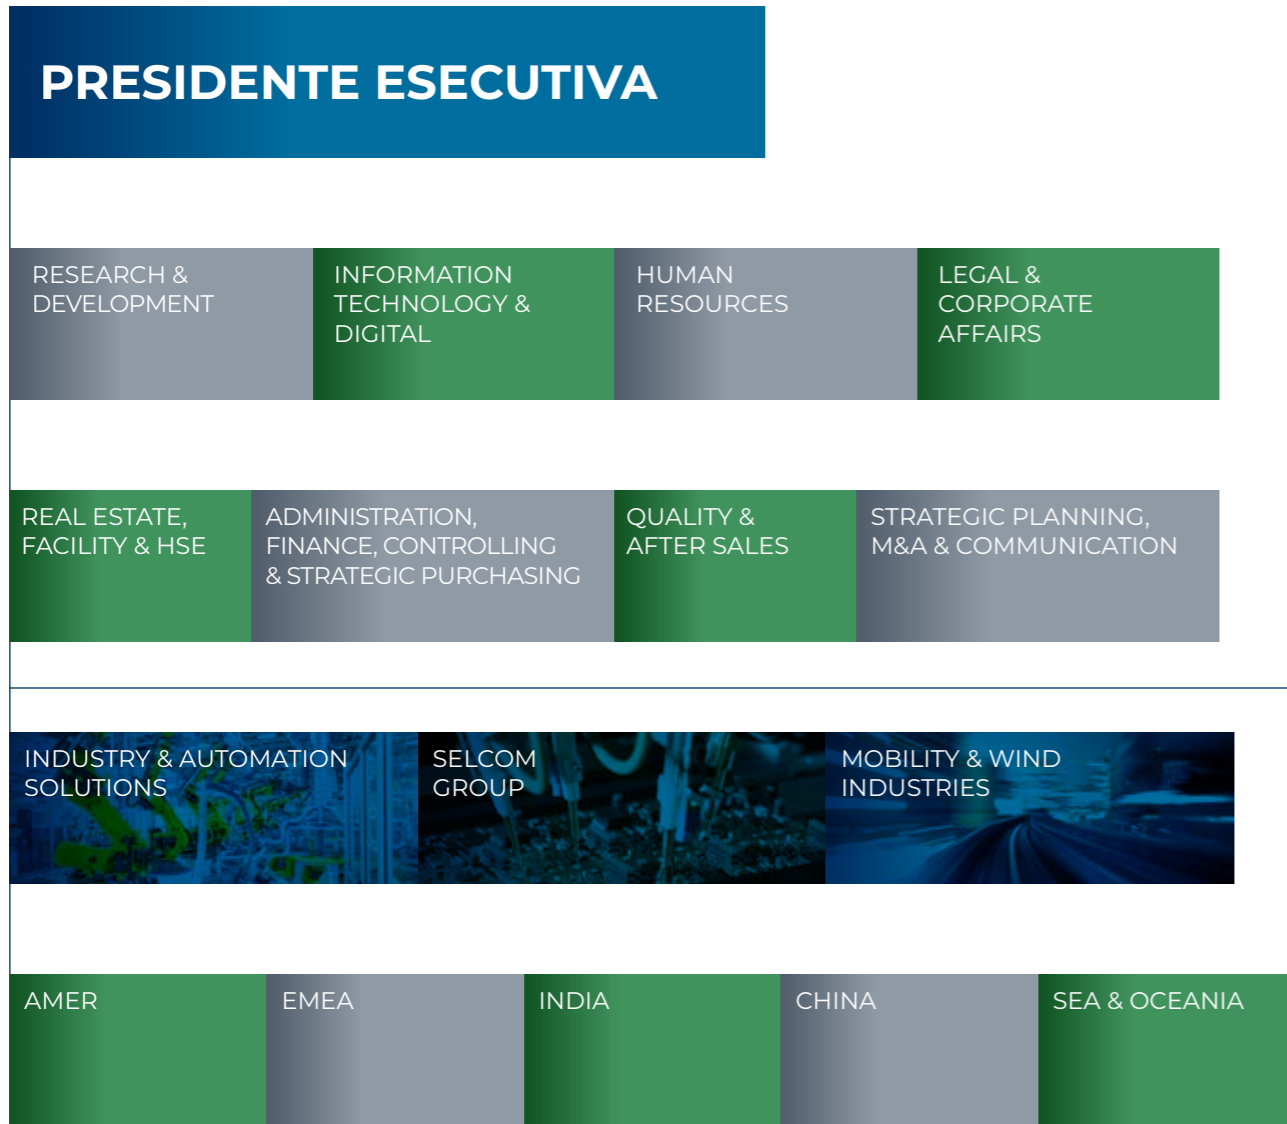 PRESIDENTE ESECUTIVA
RESEARCH &
DEVELOPMENT
INFORMATION
TECHNOLOGY &
DIGITAL
HUMAN
RESOURCES
LEGAL &
CORPORATE
AFFAIRS
REAL ESTATE,
FACILITY & HSE
ADMINISTRATION,
FINANCE, CONTROLLING
& STRATEGIC PURCHASING
QUALITY &
AFTER SALES
STRATEGIC PLANNING,
M&A & COMMUNICATION
INDUSTRY & AUTOMATION
SOLUTIONS
SELCOM
GROUP
MOBILITY & WIND
INDUSTRIES
AMER
EMEA
INDIA
CHINA
SEA & OCEANIA